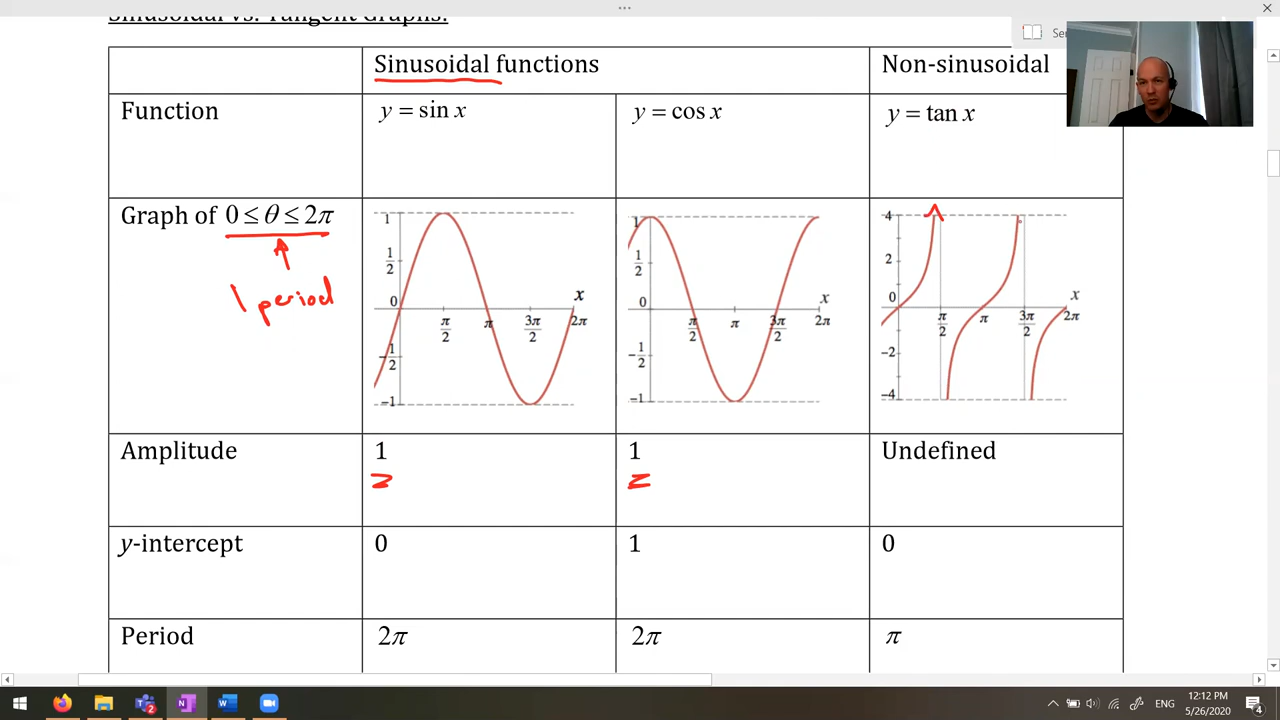 Sinusoidal vs. Tangent Graphs:
Sinusoidal functions
Non-sinusoidal
Function
y = sin x
y = cos x
y = tan x
Graph of 0 ≤ θ ≤ 2π
1 period
1
1/2
0
-1/2
-1
π/2
π
3π/2
2π
x
1
1/2
0
-1/2
-1
π/2
π
3π/2
2π
x
4
2
0
-2
-4
π/2
π
3π/2
2π
x
Amplitude
1
1
Undefined
y-intercept
0
1
0
Period
2π
2π
π
ENG
12:12 PM
5/26/2020